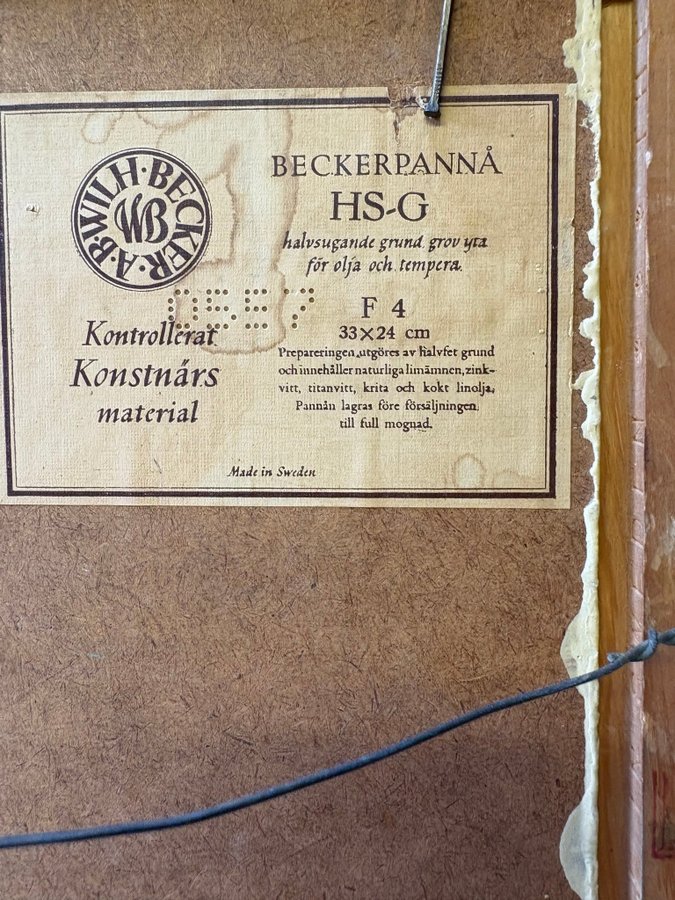 A·B·WILH·BECKER·
WB
Kontrollerat
Konstnärs
material
BECKERPANNÅ
HS-G
halvsugande grund, grov yta
för olja och tempera.
0557
F 4
33×24 cm
Prepareringen utgöres av halvfet grund
och innehåller naturliga limämnen, zink-
vitt, titanvitt, krita och kokt linolja.
Pannån lagras före försäljningen
till full mognad.
Made in Sweden